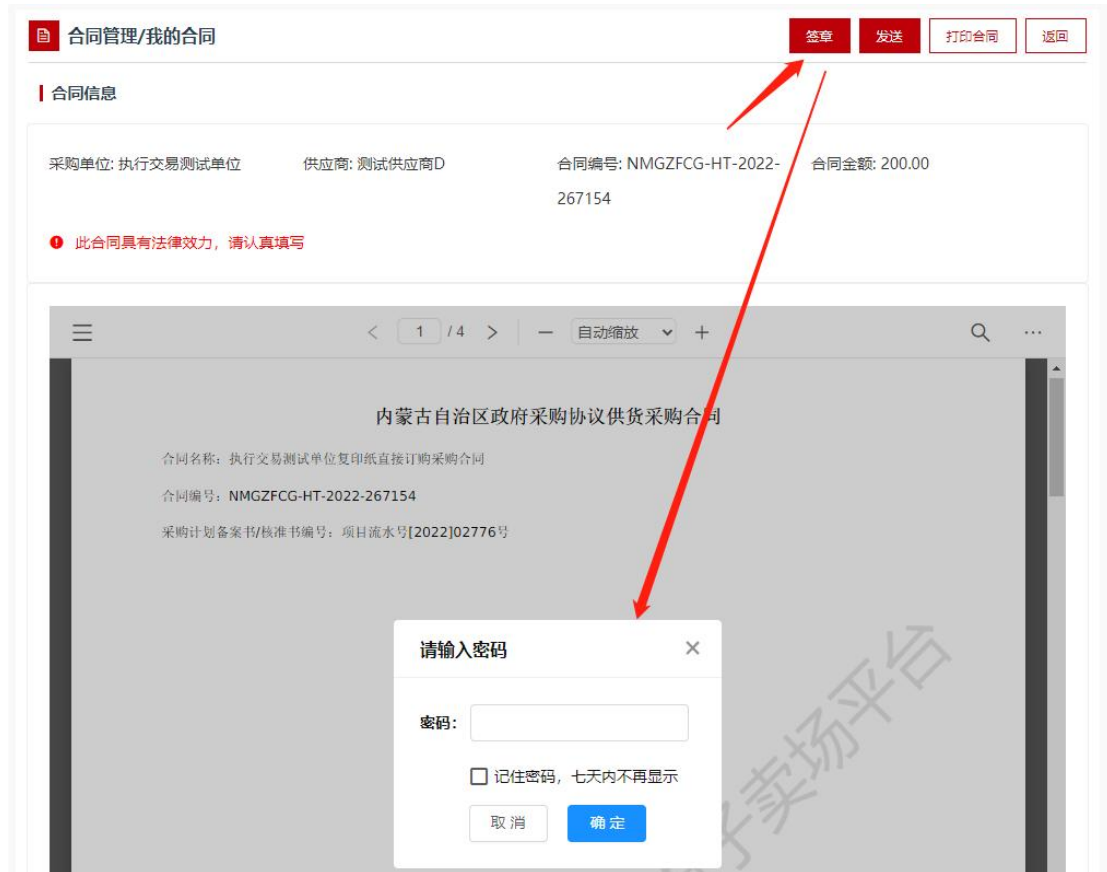 合同管理/我的合同
签章
发送
打印合同
返回
合同信息
采购单位: 执行交易测试单位
供应商: 测试供应商D
合同编号: NMGZFCG-HT-2022-
267154
合同金额: 200.00
此合同具有法律效力，请认真填写
1 / 4
自动缩放
内蒙古自治区政府采购协议供货采购合同
合同名称：执行交易测试单位复印纸直接订购采购合同
合同编号：NMGZFCG-HT-2022-267154
采购计划备案书/核准书编号：项目流水号[2022]02776号
请输入密码
密码：
记住密码，七天内不再显示
取消
确定
子卖场平台